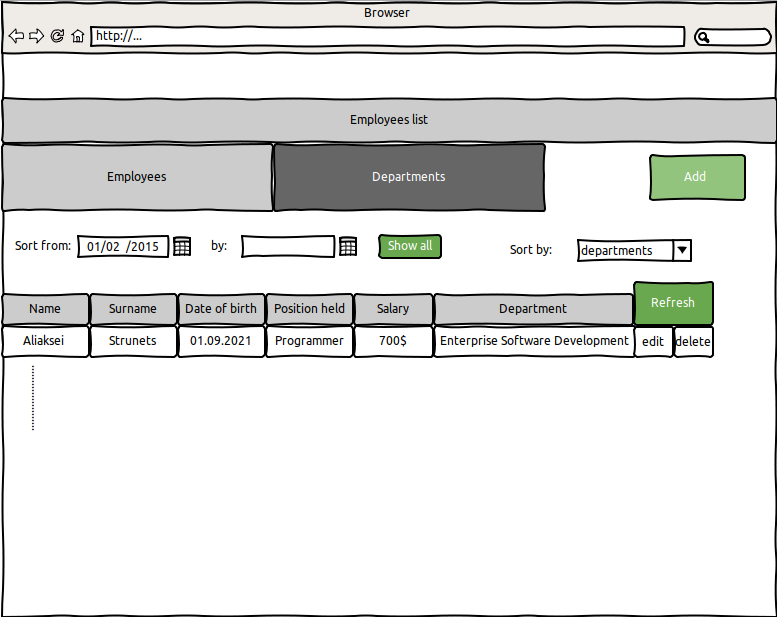 Browser
http://...
Employees list
Employees Departments Add
Sort from: 01/02 /2015 by: Show all Sort by: departments
Name Surname Date of birth Position held Salary Department Refresh
Aliaksei Strunets 01.09.2021 Programmer 700$ Enterprise Software Development edit delete